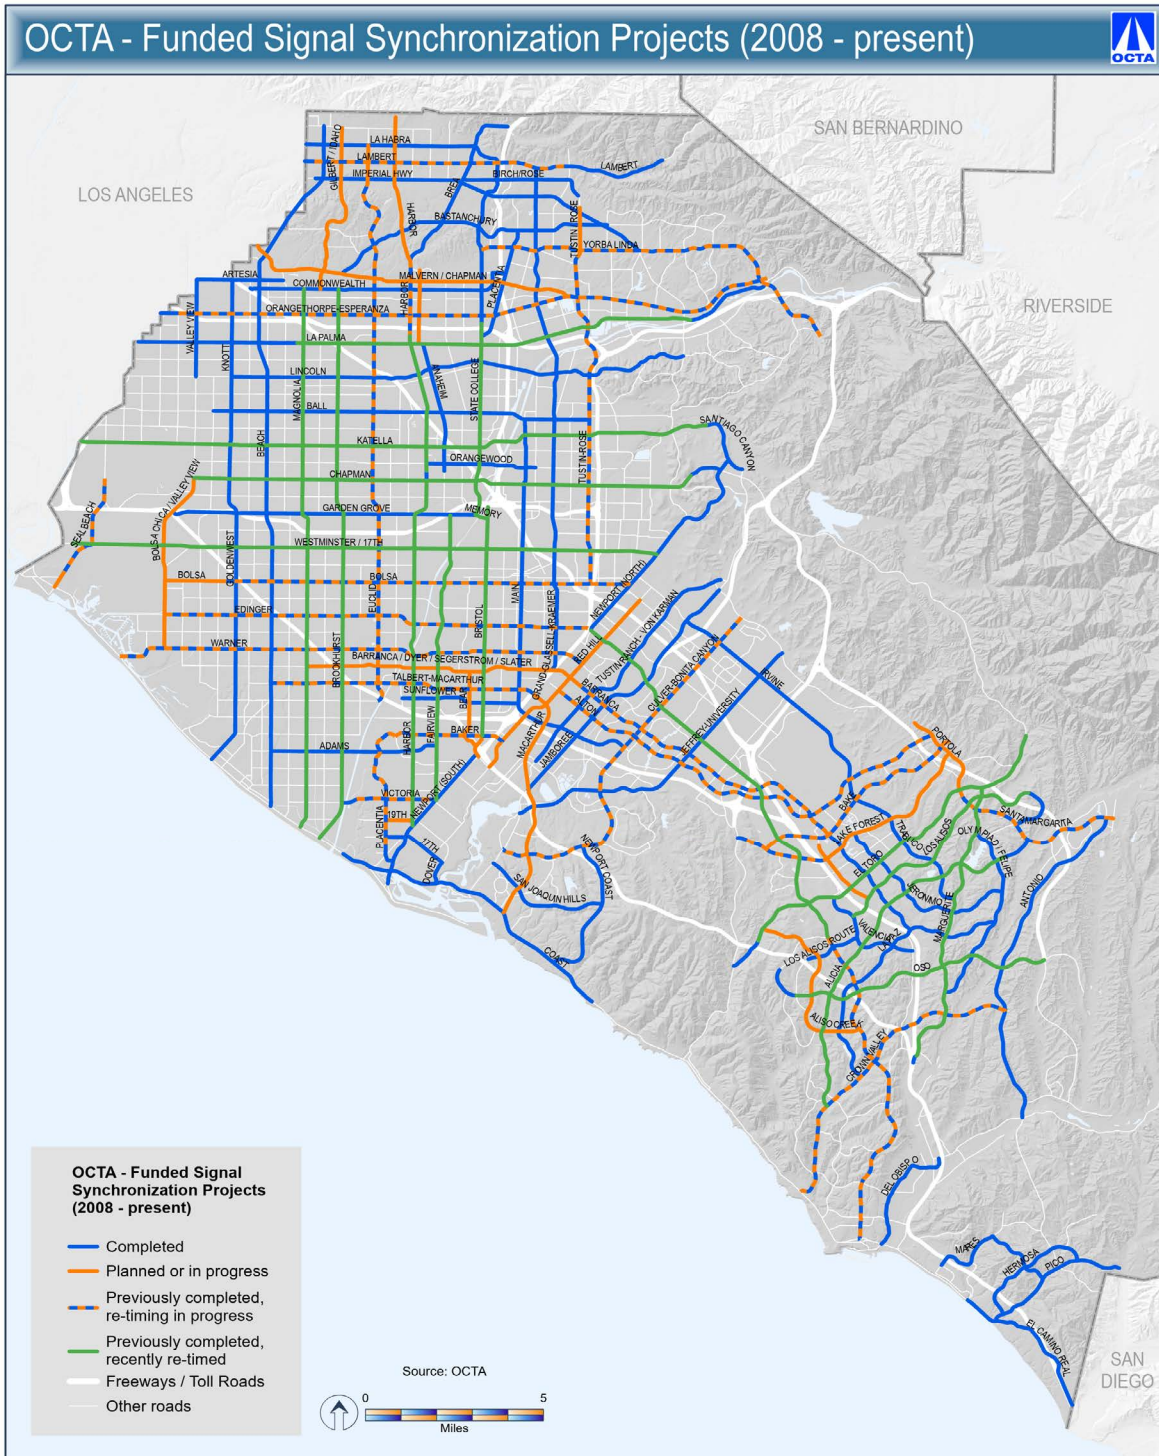 OCTA - Funded Signal Synchronization Projects (2008 - present)
OCTA
SAN BERNARDINO
LOS ANGELES
RIVERSIDE
GILBERT / IDAHO
LA HABRA
LAMBERT
LAMBERT
IMPERIAL HWY
BIRCH/ROSE
BREA
HARBOR
BASTANCHURY
TUSTIN /ROSE
YORBA LINDA
ARTESIA
COMMONWEALTH
MALVERN / CHAPMAN
PLACENTIA
HARBOR
VALLEY VIEW
ORANGETHORPE-ESPERANZA
LA PALMA
KNOTT
LINCOLN
ANAHEIM
STATE COLLEGE
MAGNOLIA
BALL
BEACH
KATELLA
SANTIAGO CANYON
ORANGEWOOD
TUSTIN-ROSE
CHAPMAN
BOLSA CHICA / VALLEY VIEW
SEAL BEACH
GARDEN GROVE
MEMORY
WESTMINSTER / 17TH
GOLDENWEST
BOLSA
BOLSA
EUCLID
MAIN
NEWPORT (NORTH)
GRAND-GLASSELL-KRAEMER
EDINGER
BRISTOL
WARNER
BROOKHURST
BARRANCA / DYER / SEGERSTROM / SLATER
RED HILL
TUSTIN RANCH - VON KARMAN
TALBERT-MACARTHUR
SUNFLOWER
BEAR
BARRANCA
ALTON
CULVER-BONITA CANYON
IRVINE
JEFFREY-UNIVERSITY
HARBOR
FAIRVIEW
BAKER
MACARTHUR
JAMBOREE
ADAMS
NEWPORT (SOUTH)
VICTORIA
19TH
PLACENTIA
17TH
DOVER
PORTOLA
BAKE
LAKE FOREST
TRABUCO
LOS ALISOS
SANTA MARGARITA
OLYMPIAD / FELIPE
EL TORO
JERONIMO
MARGUERITE
ANTONIO
NEWPORT COAST
SAN JOAQUIN HILLS
COAST
LOS ALISOS ROUTE
VALENCIA
LA PAZ
ALICIA
OSO
ALISO CREEK
CROWN VALLEY
DEL OBISPO
MARES
HERMOSA
PICO
EL CAMINO REAL
SAN
DIEGO
OCTA - Funded Signal
Synchronization Projects
(2008 - present)
Completed
Planned or in progress
Previously completed,
re-timing in progress
Previously completed,
recently re-timed
Freeways / Toll Roads
Other roads
Source: OCTA
0
5
Miles